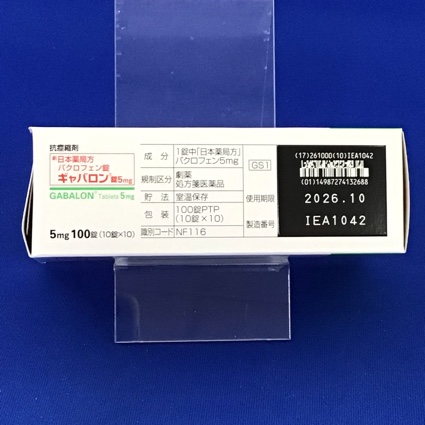 抗痙縮剤
日本薬局方
バクロフェン錠
ギャバロン錠5mg
GABALON Tablets 5mg
5mg 100錠(10錠×10)
成分 1錠中「日本薬局方」
バクロフェン5mg
規制区分 劇薬
処方箋医薬品
貯法 室温保存
包装 100錠PTP
(10錠×10)
識別コード NF116
GS1
使用期限
製造番号
(17)261000(10)IEA1042
(01)14987274132688
2026.10
IEA1042